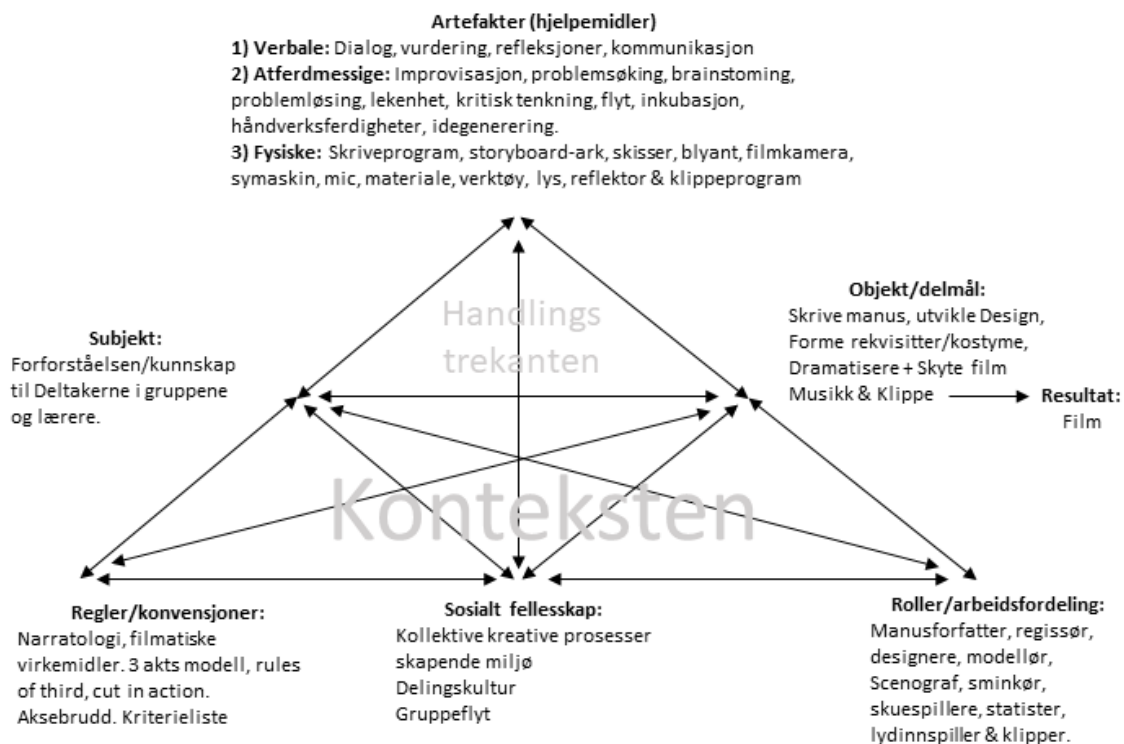 Artefakter (hjelpemidler)
1) Verbale: Dialog, vurdering, refleksjoner, kommunikasjon
2) Atferdmessige: Improvisasjon, problemsøking, brainstoming,
problemløsing, lekenhet, kritisk tenkning, flyt, inkubasjon,
håndverksferdigheter, idegenerering.
3) Fysiske: Skriveprogram, storyboard-ark, skisser, blyant, filmkamera,
symaskin, mic, materiale, verktøy, lys, reflektor & klippeprogram
Handlings
trekanten
Subjekt:
Forforståelsen/kunnskap
til Deltakerne i gruppene
og lærere.
Objekt/delmål:
Skrive manus, utvikle Design,
Forme rekvisitter/kostyme,
Dramatisere + Skyte film
Musikk & Klippe
Resultat:
Film
Konteksten
Regler/konvensjoner:
Narratologi, filmatiske
virkemidler. 3 akts modell, rules
of third, cut in action.
Aksebrudd. Kriterieliste
Sosialt fellesskap:
Kollektive kreative prosesser
skapende miljø
Delingskultur
Gruppeflyt
Roller/arbeidsfordeling:
Manusforfatter, regissør,
designere, modellør,
Scenograf, sminkør,
skuespillere, statister,
lydinnspiller & klipper.